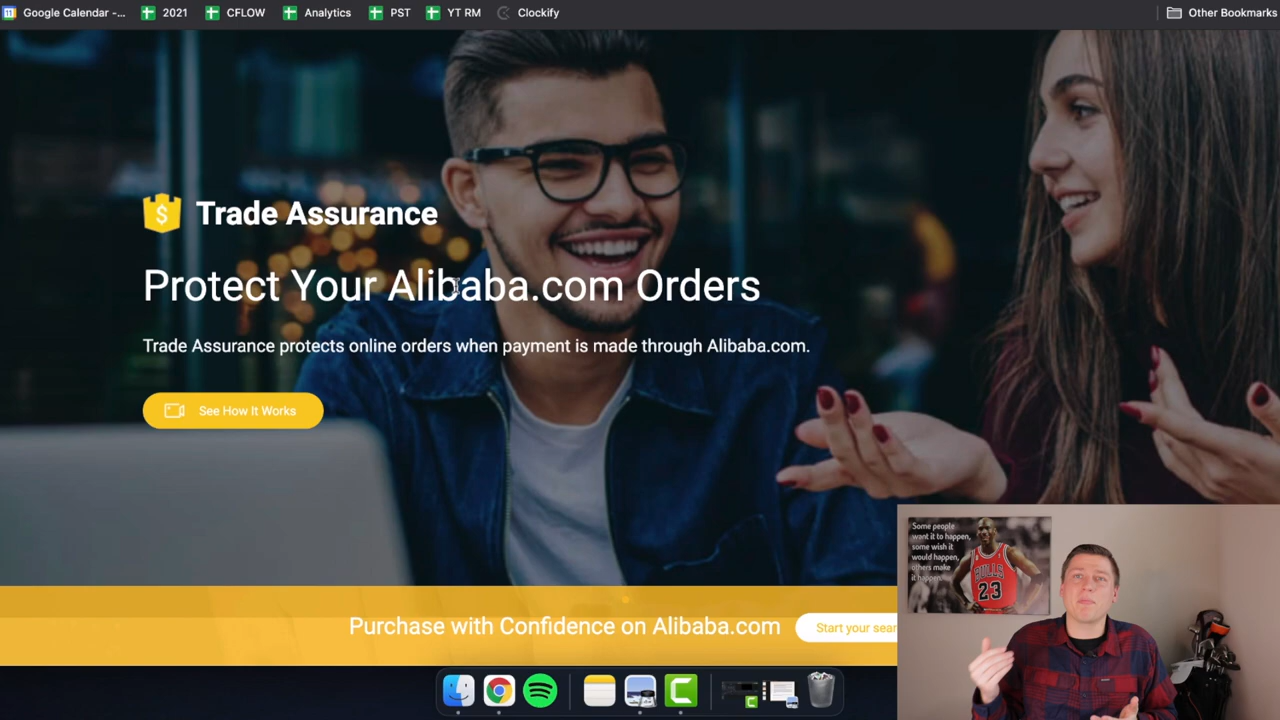 Google Calendar -...
2021
CFLOW
Analytics
PST
YT RM
Clockify
Other Bookmarks
Trade Assurance
Protect Your Alibaba.com Orders
Trade Assurance protects online orders when payment is made through Alibaba.com.
See How It Works
Purchase with Confidence on Alibaba.com
Start your sear
Some people
want it to happen,
some wish it
would happen,
others make
it happen.
BULLS
23